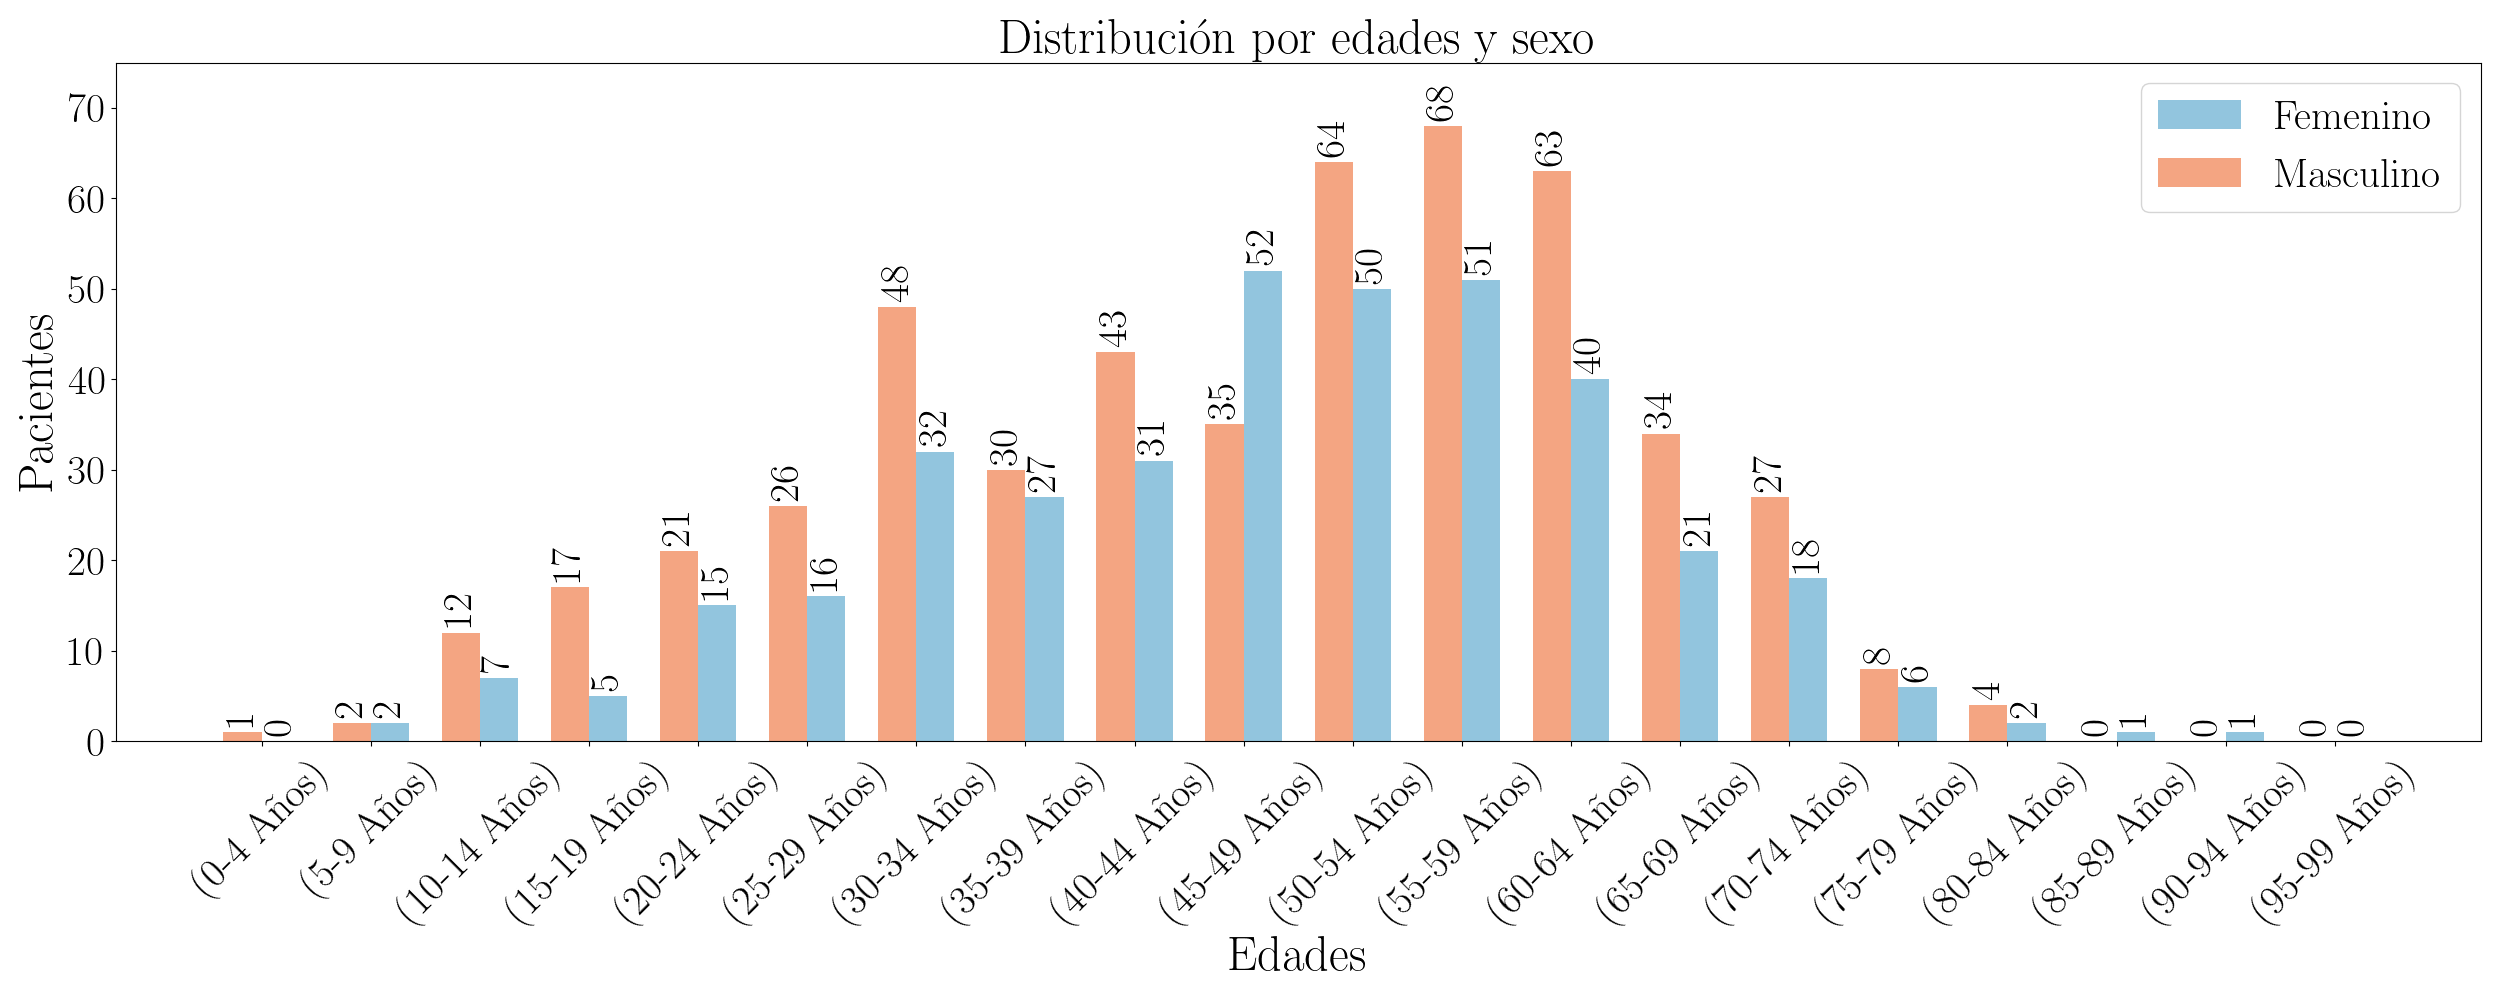 Distribución por edades y sexo
Femenino
Masculino
Pacientes
70
60
50
40
30
20
10
0
1 0 2 2 12 7 17 5 21 15 26 16 48 32 30 27 43 31 35 52 64 50 68 51 63 40 34 21 27 18 8 6 4 2 0 1 0 1 0 0
(0-4 Años)
(5-9 Años)
(10-14 Años)
(15-19 Años)
(20-24 Años)
(25-29 Años)
(30-34 Años)
(35-39 Años)
(40-44 Años)
(45-49 Años)
(50-54 Años)
(55-59 Años)
(60-64 Años)
(65-69 Años)
(70-74 Años)
(75-79 Años)
(80-84 Años)
(85-89 Años)
(90-94 Años)
(95-99 Años)
Edades